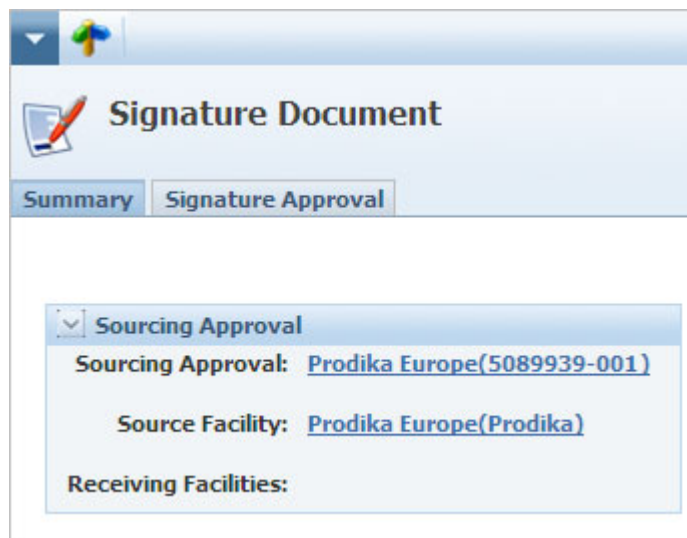 Signature Document
Summary Signature Approval
Sourcing Approval
Sourcing Approval: Prodika Europe(5089939-001)
Source Facility: Prodika Europe(Prodika)
Receiving Facilities: